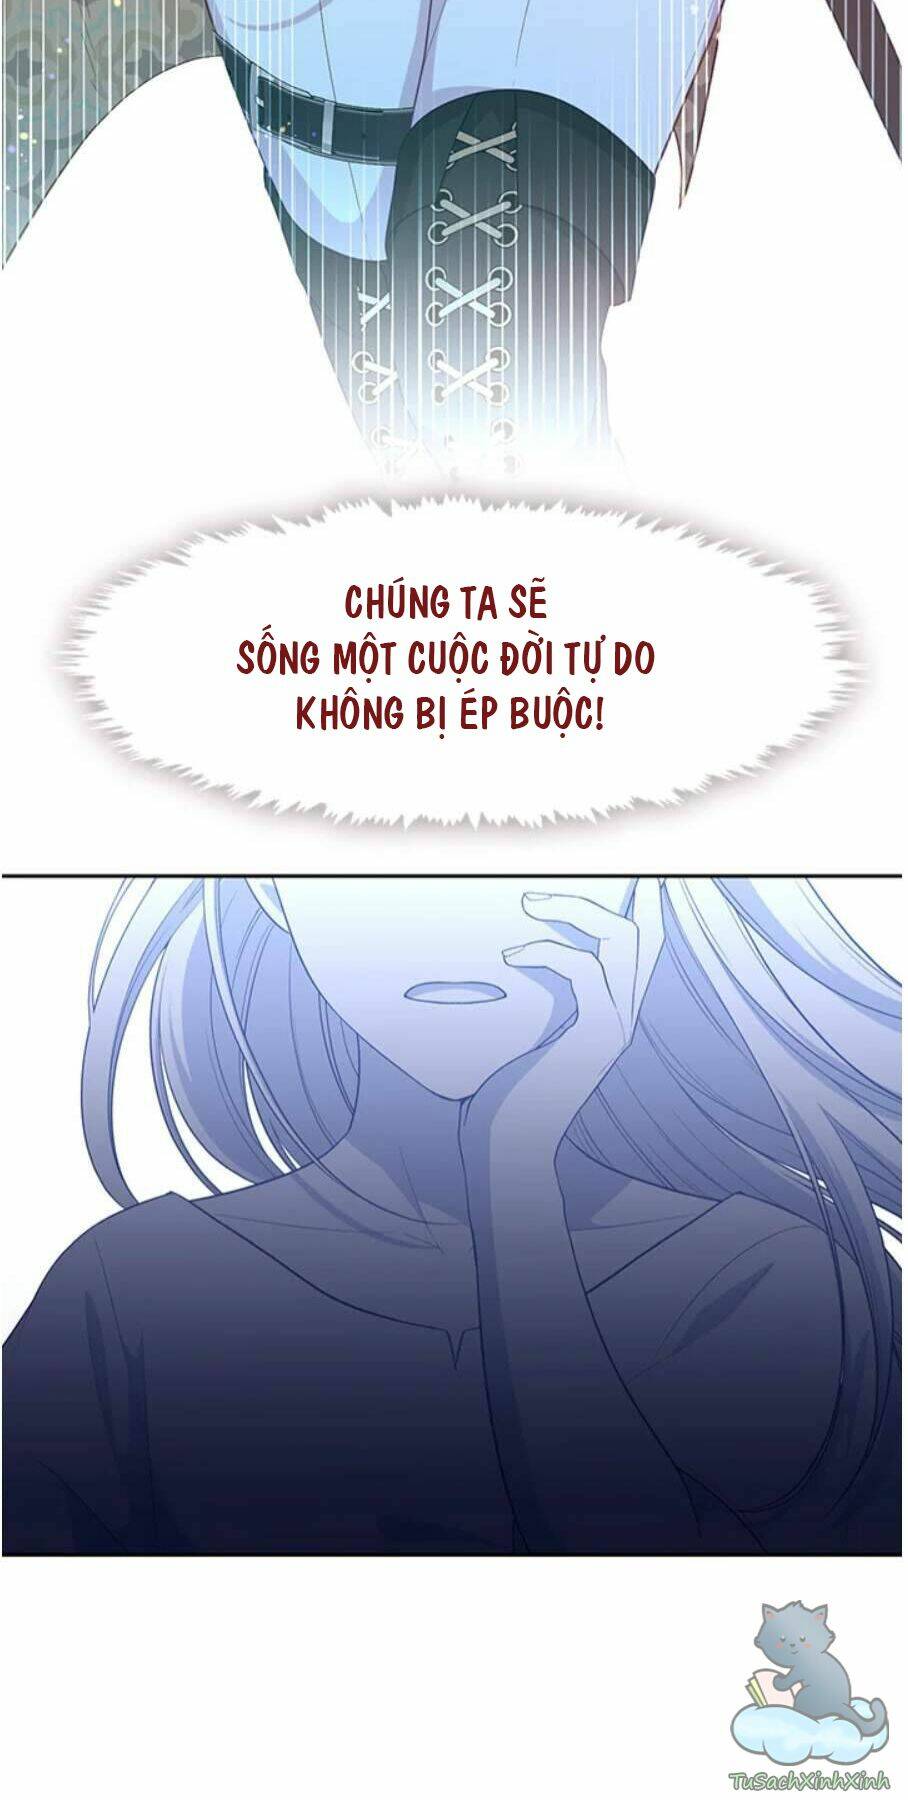 CHÚNG TA SẼ
SỐNG MỘT CUỘC ĐỜI TỰ DO
KHÔNG BỊ ÉP BUỘC!
TuSachXinhXinh